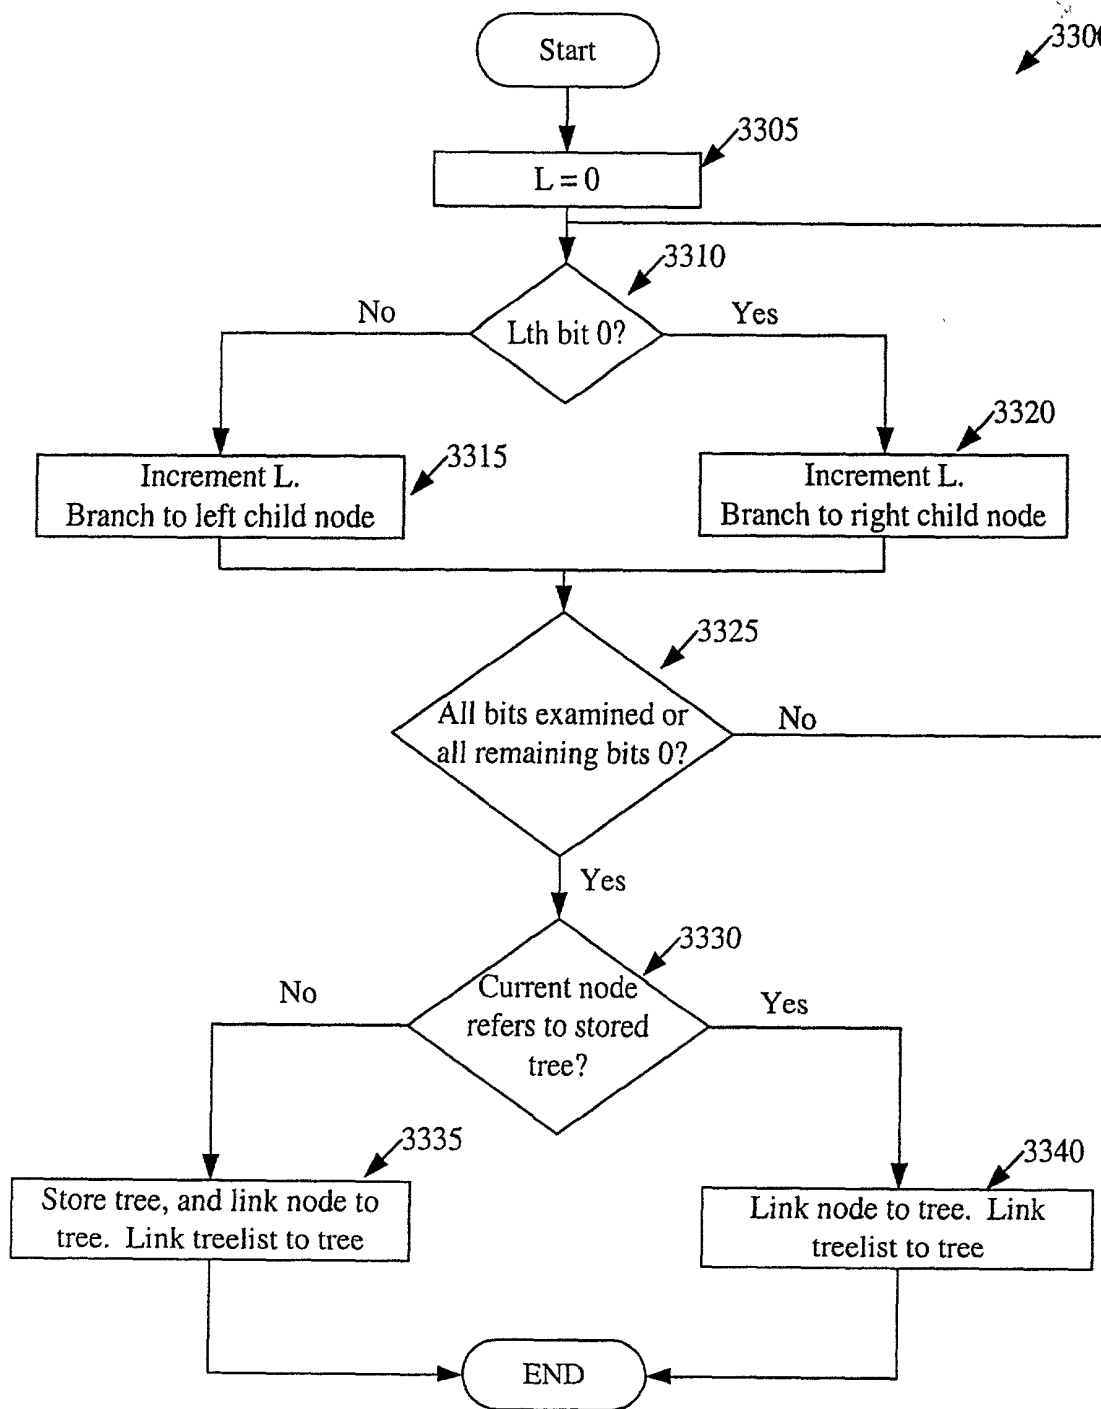 Start
3300
3305
L = 0
3310
No
Lth bit 0?
Yes
3315
Increment L.
Branch to left child node
3320
Increment L.
Branch to right child node
3325
All bits examined or
all remaining bits 0?
No
Yes
3330
No
Current node
refers to stored
tree?
Yes
3335
Store tree, and link node to
tree. Link treelist to tree
3340
Link node to tree. Link
treelist to tree
END